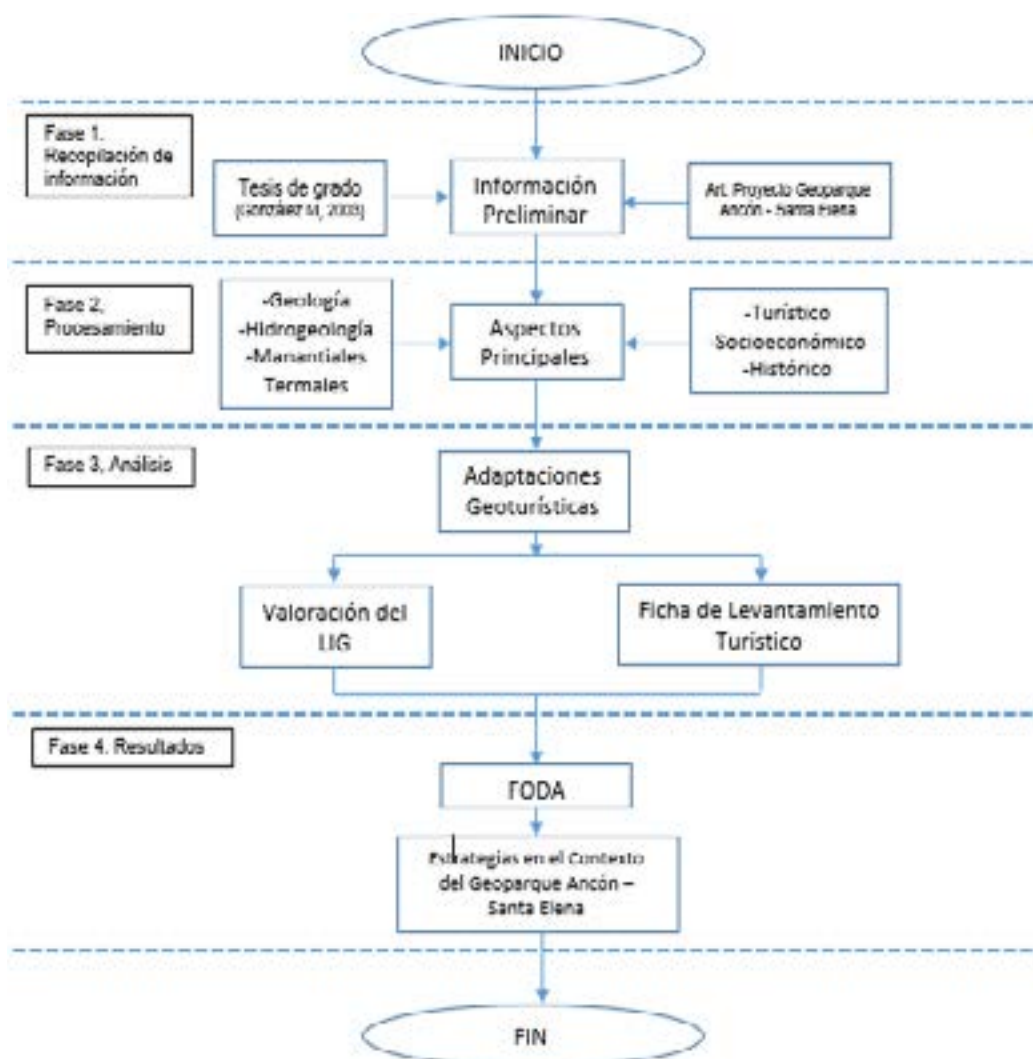 INICIO
Fase 1.
Recopilación de
información
Tesis de grado
(González M, 2003)
Información
Preliminar
Art. Proyecto Geoparque
Ancón - Santa Elena
Fase 2,
Procesamiento
-Geología
-Hidrogeología
-Manantiales
Termales
Aspectos
Principales
-Turístico
-Socioeconómico
-Histórico
Fase 3, Análisis
Adaptaciones
Geoturísticas
Valoración del
LIG
Ficha de Levantamiento
Turístico
Fase 4. Resultados
FODA
Estrategias en el Contexto
del Geoparque Ancón –
Santa Elena
FIN